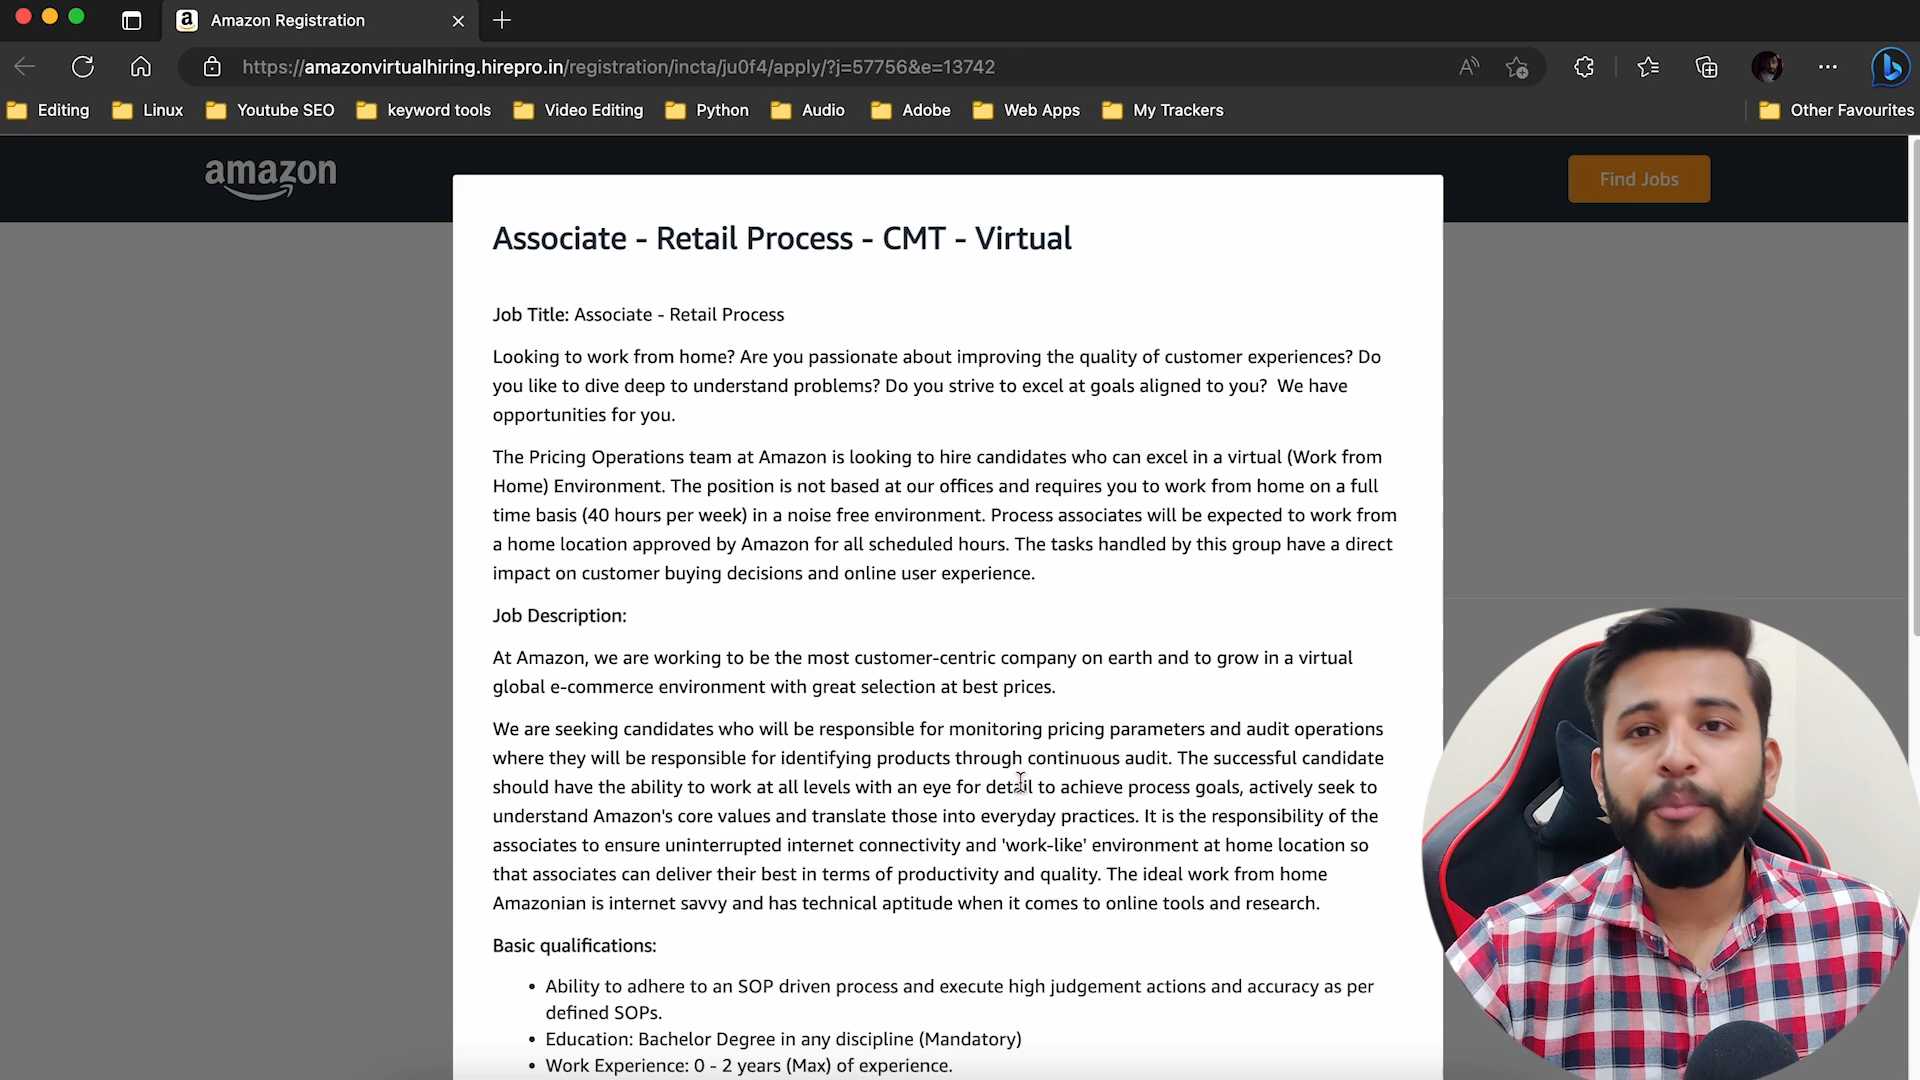 Amazon Registration
https://amazonvirtualhiring.hirepro.in/registration/incta/ju0f4/apply/?j=57756&e=13742
Editing Linux Youtube SEO keyword tools Video Editing Python Audio Adobe Web Apps My Trackers Other Favourites
amazon
Find Jobs
Associate - Retail Process - CMT - Virtual
Job Title: Associate - Retail Process
Looking to work from home? Are you passionate about improving the quality of customer experiences? Do
you like to dive deep to understand problems? Do you strive to excel at goals aligned to you?  We have
opportunities for you.
The Pricing Operations team at Amazon is looking to hire candidates who can excel in a virtual (Work from
Home) Environment. The position is not based at our offices and requires you to work from home on a full
time basis (40 hours per week) in a noise free environment. Process associates will be expected to work from
a home location approved by Amazon for all scheduled hours. The tasks handled by this group have a direct
impact on customer buying decisions and online user experience.
Job Description:
At Amazon, we are working to be the most customer-centric company on earth and to grow in a virtual
global e-commerce environment with great selection at best prices.
We are seeking candidates who will be responsible for monitoring pricing parameters and audit operations
where they will be responsible for identifying products through continuous audit. The successful candidate
should have the ability to work at all levels with an eye for detail to achieve process goals, actively seek to
understand Amazon's core values and translate those into everyday practices. It is the responsibility of the
associates to ensure uninterrupted internet connectivity and 'work-like' environment at home location so
that associates can deliver their best in terms of productivity and quality. The ideal work from home
Amazonian is internet savvy and has technical aptitude when it comes to online tools and research.
Basic qualifications:
• Ability to adhere to an SOP driven process and execute high judgement actions and accuracy as per
defined SOPs.
• Education: Bachelor Degree in any discipline (Mandatory)
• Work Experience: 0 - 2 years (Max) of experience.